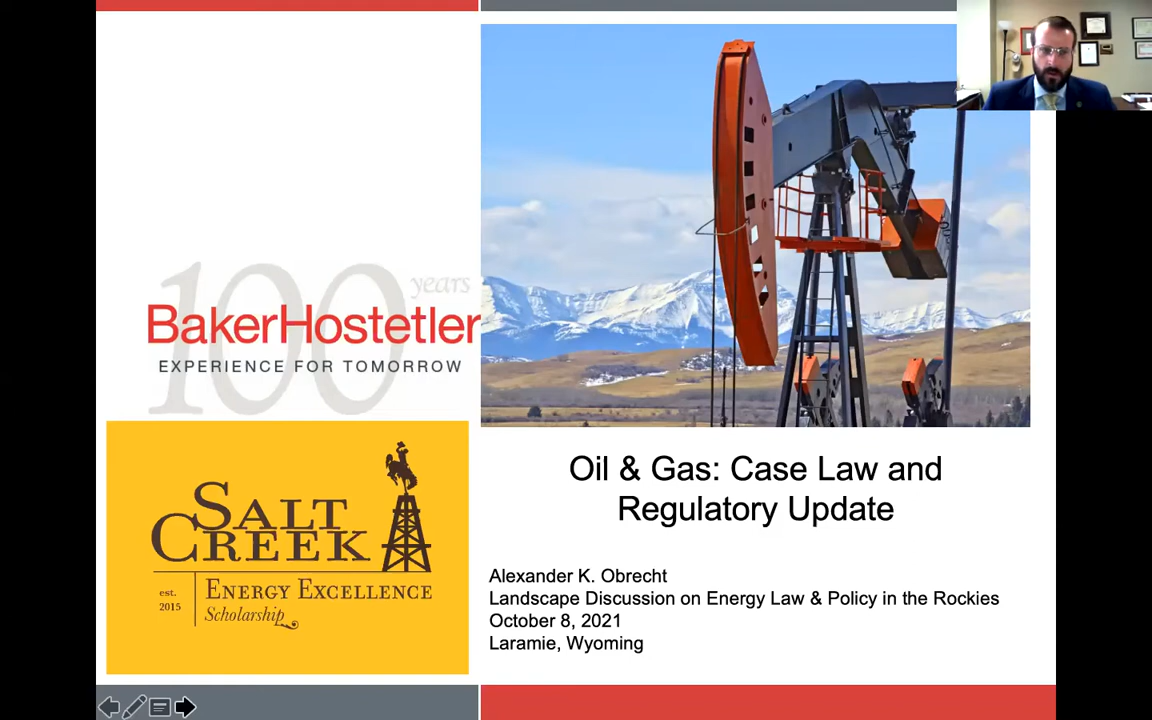 100 years
BakerHostetler
EXPERIENCE FOR TOMORROW
SALT
CREEK
est.
2015
ENERGY EXCELLENCE
Scholarship
Oil & Gas: Case Law and
Regulatory Update
Alexander K. Obrecht
Landscape Discussion on Energy Law & Policy in the Rockies
October 8, 2021
Laramie, Wyoming